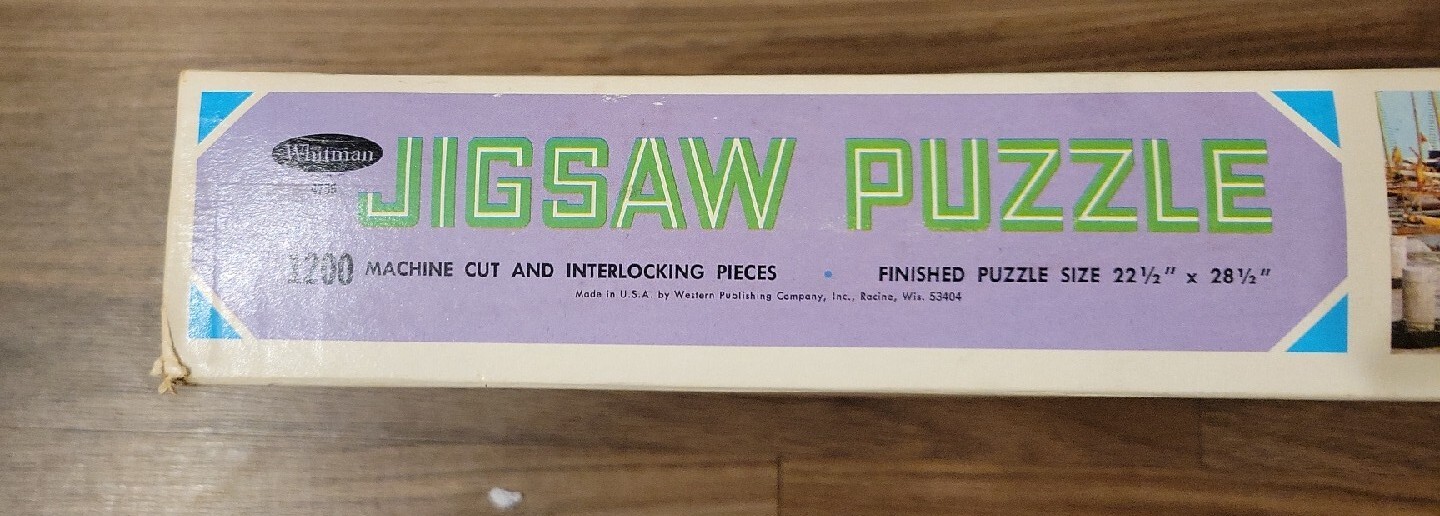 Whitman
JIGSAW PUZZLE
1200 MACHINE CUT AND INTERLOCKING PIECES • FINISHED PUZZLE SIZE 22½" x 28½"
Made in U.S.A. by Western Publishing Company, Inc., Racine, Wis. 53404